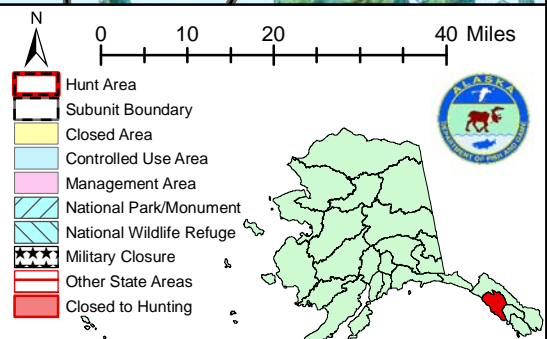 N
0 10 20 40 Miles
Hunt Area
Subunit Boundary
Closed Area
Controlled Use Area
Management Area
National Park/Monument
National Wildlife Refuge
Military Closure
Other State Areas
Closed to Hunting
ALASKA
DEPARTMENT OF FISH AND GAME